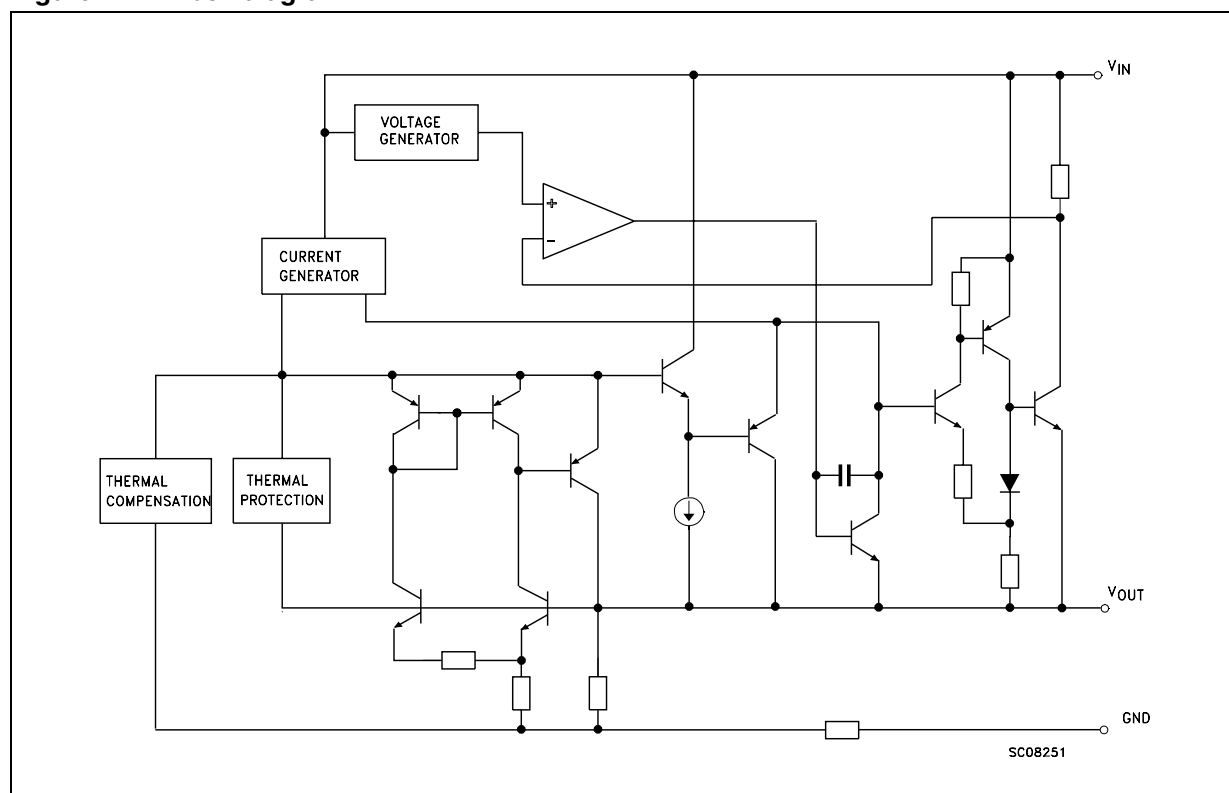 V_IN
VOLTAGE
GENERATOR
+
−
CURRENT
GENERATOR
THERMAL
COMPENSATION
THERMAL
PROTECTION
V_OUT
GND
SC08251